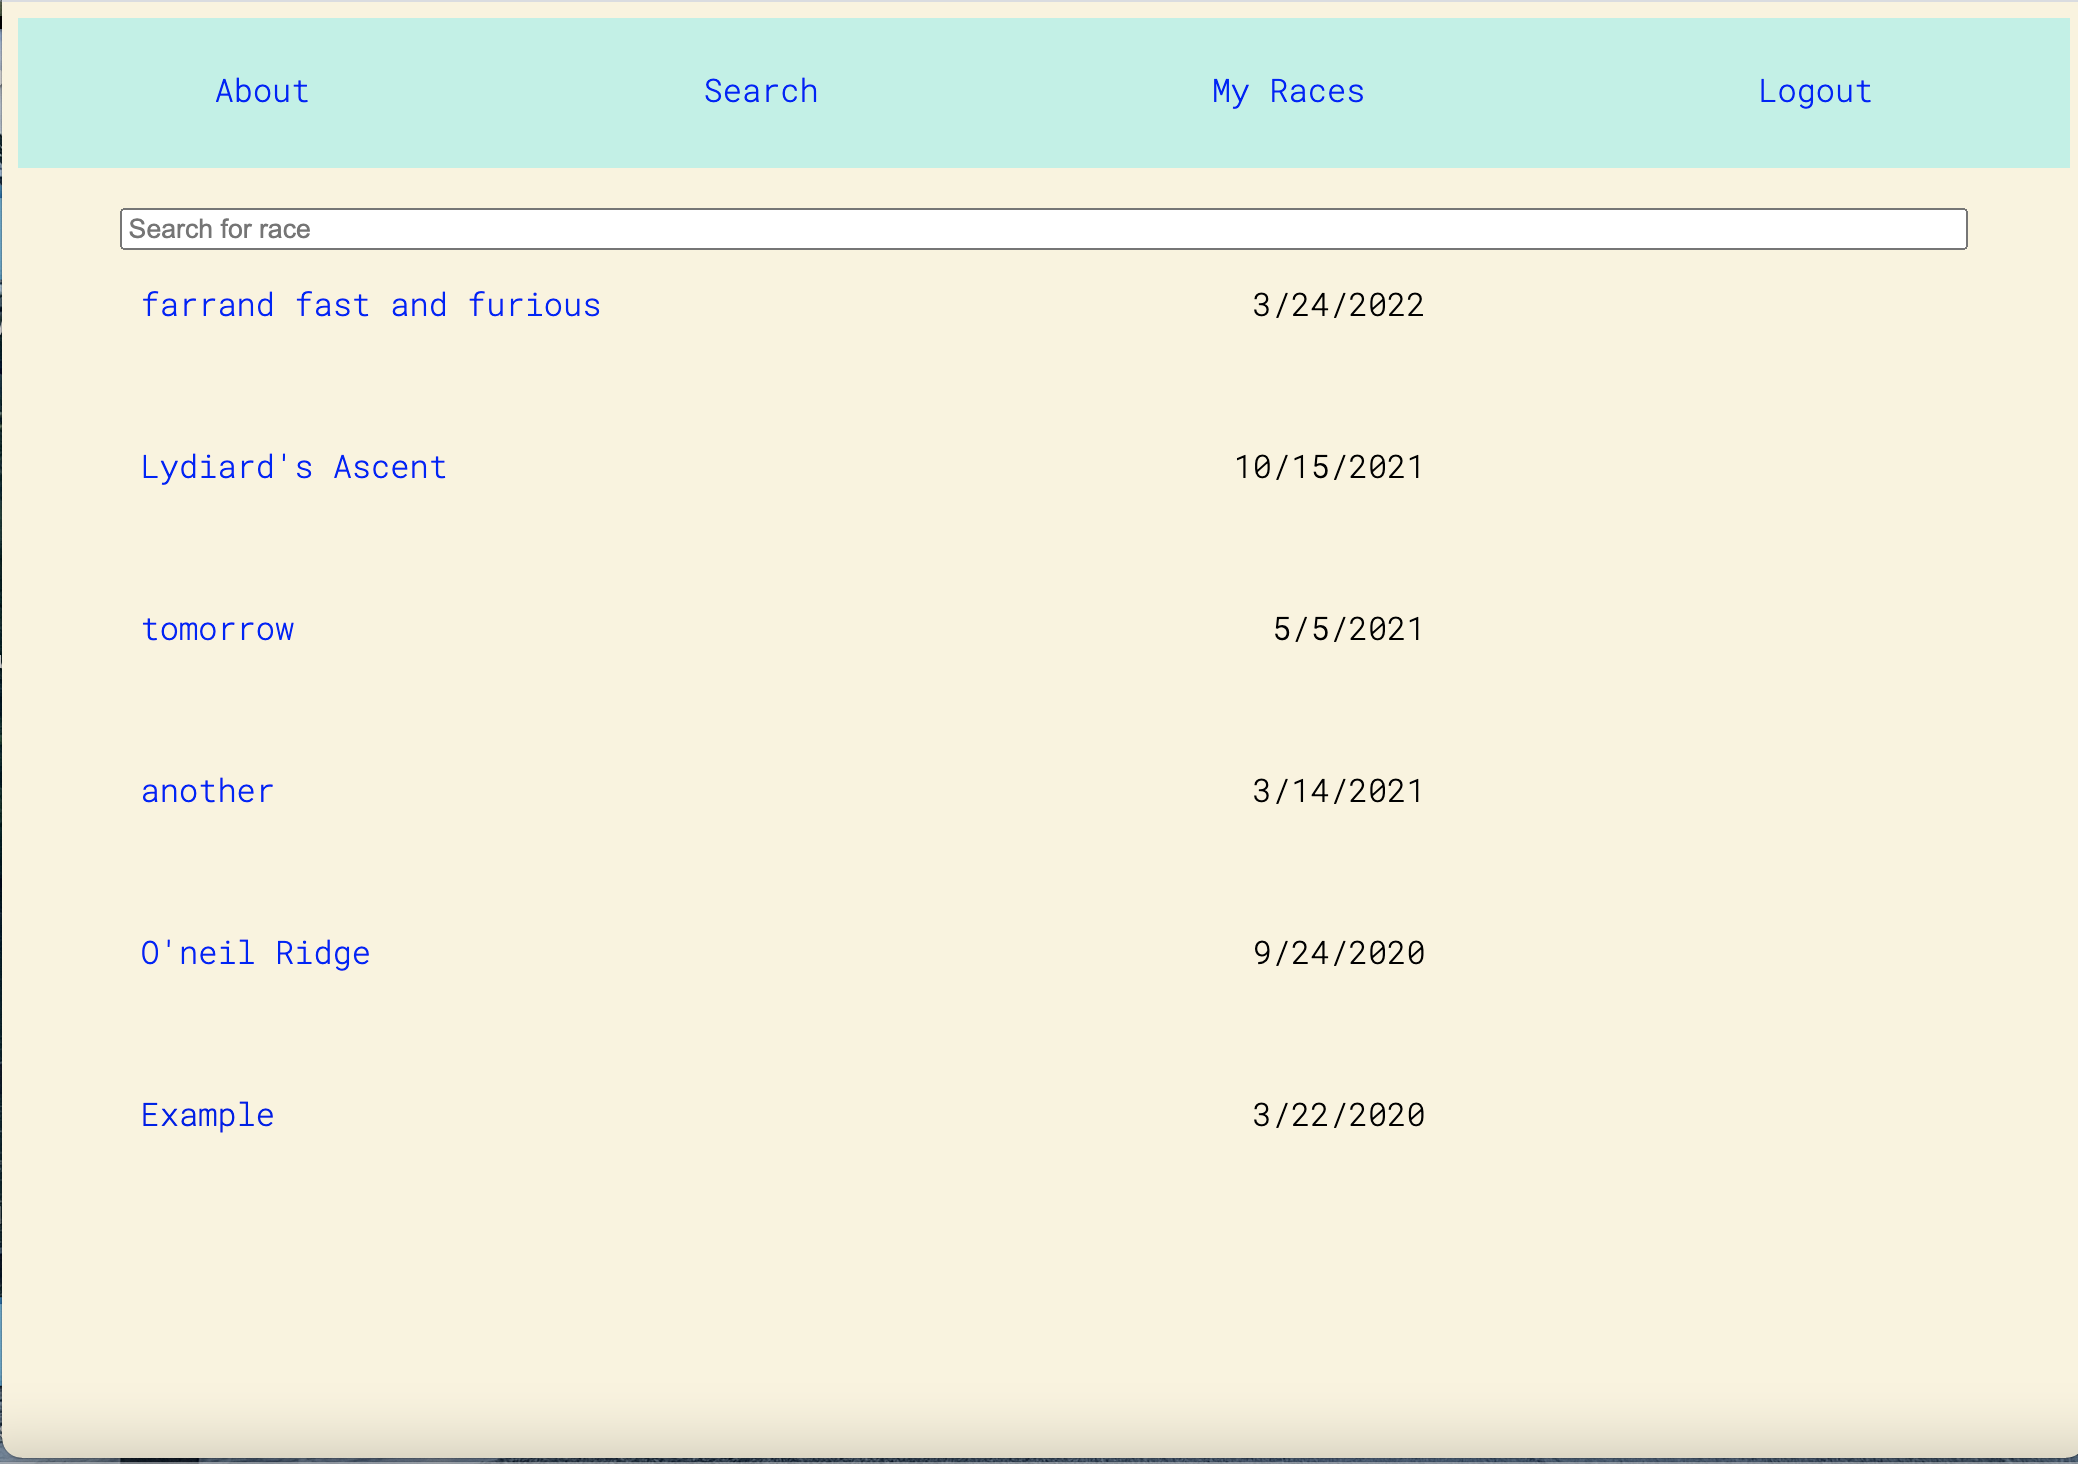 About Search My Races Logout
Search for race
farrand fast and furious 3/24/2022
Lydiard's Ascent 10/15/2021
tomorrow 5/5/2021
another 3/14/2021
O'neil Ridge 9/24/2020
Example 3/22/2020